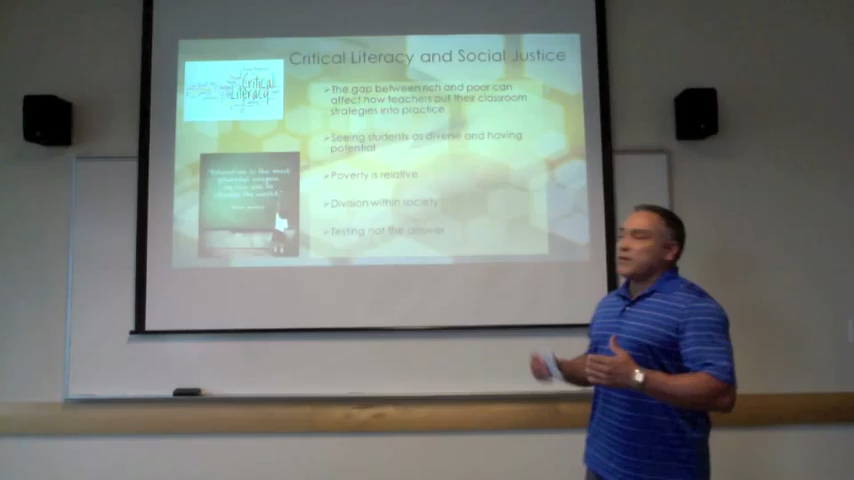 Critical Literacy and Social Justice
Critical
Literacy
➢The gap between rich and poor can
affect how teachers put their classroom
strategies into practice
➢Seeing students as diverse and having
potential
"Education is the most
powerful weapon
we can use to
change the world."
➢Poverty is relative
➢Division within society
➢Testing not the answer